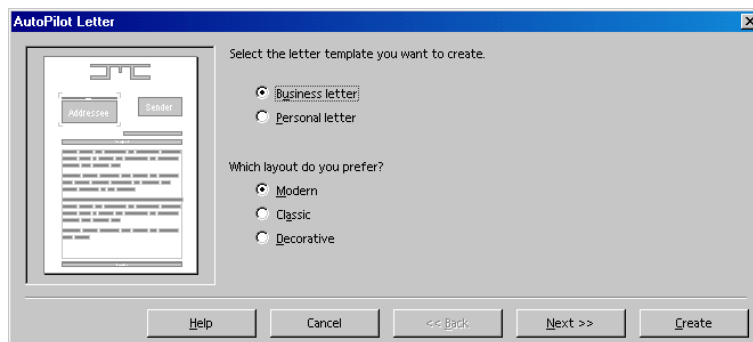 AutoPilot Letter
Select the letter template you want to create.
Business letter
Personal letter
Addressee
Sender
Which layout do you prefer?
Modern
Classic
Decorative
Help
Cancel
<< Back
Next >>
Create